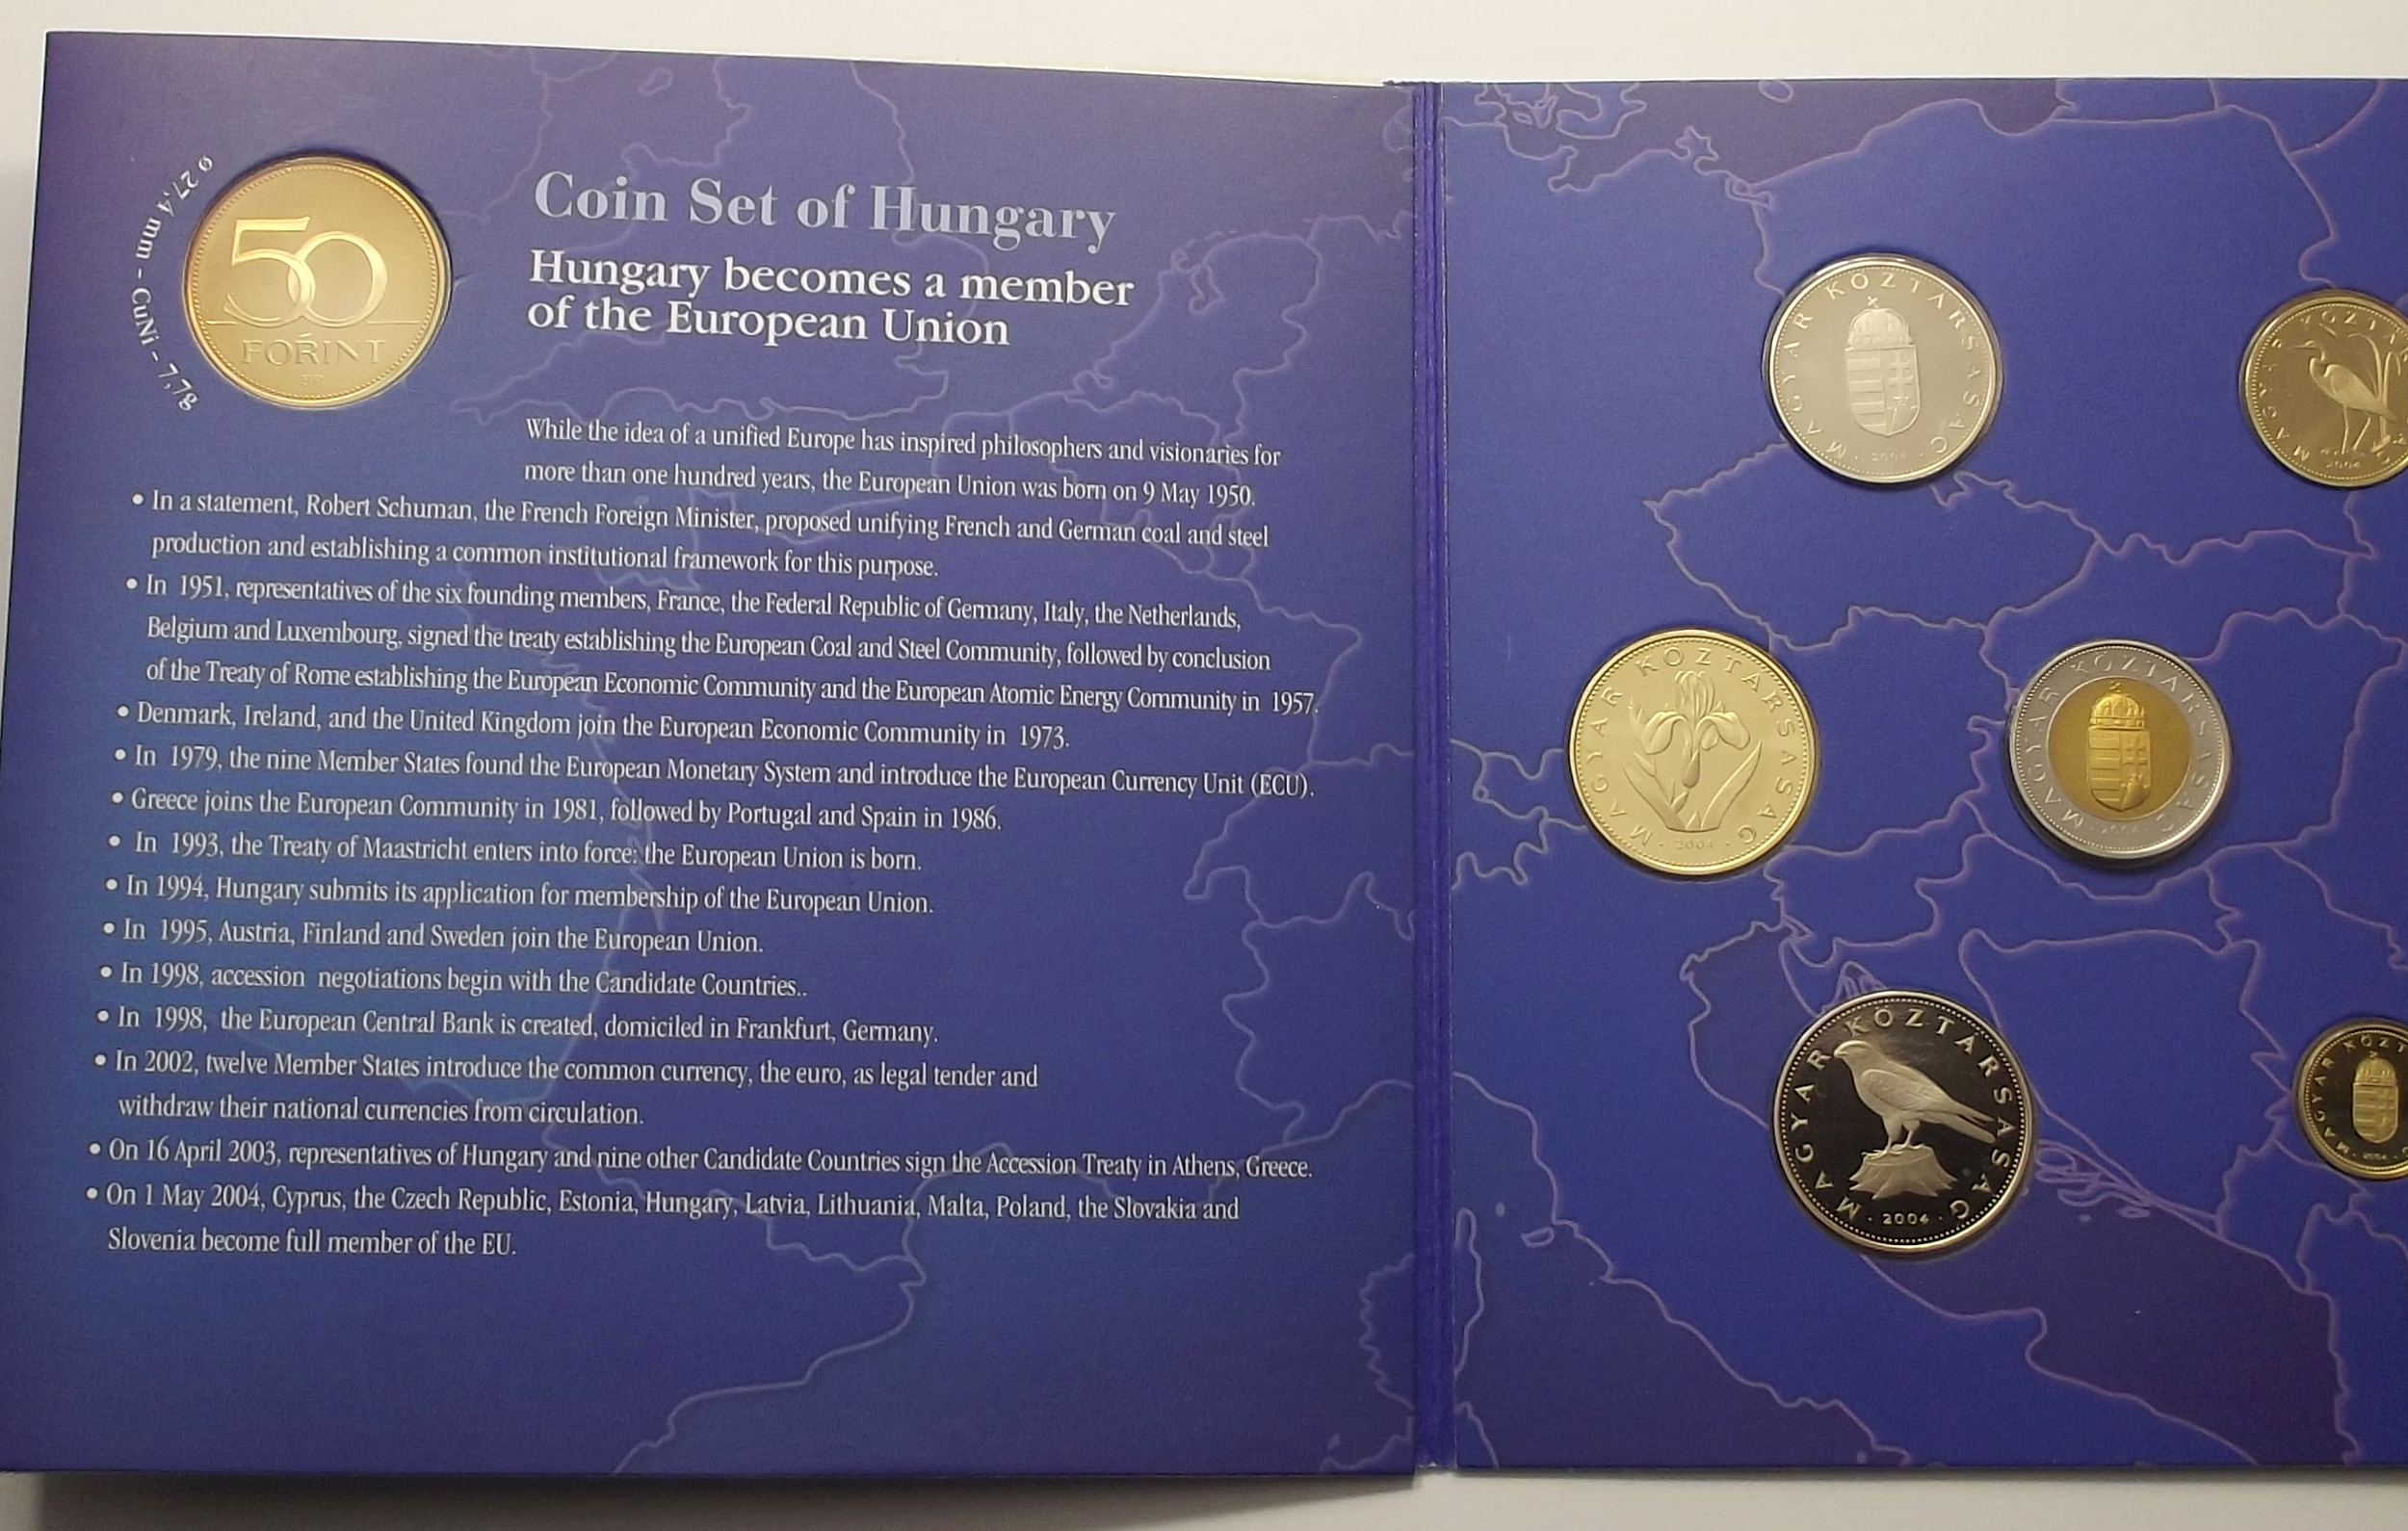 ø 27,4 mm - CuNi - 7,7g
50
FORINT
BP.
Coin Set of Hungary
Hungary becomes a member
of the European Union
While the idea of a unified Europe has inspired philosophers and visionaries for
more than one hundred years, the European Union was born on 9 May 1950.
• In a statement, Robert Schuman, the French Foreign Minister, proposed unifying French and German coal and steel
production and establishing a common institutional framework for this purpose.
• In 1951, representatives of the six founding members, France, the Federal Republic of Germany, Italy, the Netherlands,
Belgium and Luxembourg, signed the treaty establishing the European Coal and Steel Community, followed by conclusion
of the Treaty of Rome establishing the European Economic Community and the European Atomic Energy Community in 1957.
• Denmark, Ireland, and the United Kingdom join the European Economic Community in 1973.
• In 1979, the nine Member States found the European Monetary System and introduce the European Currency Unit (ECU).
• Greece joins the European Community in 1981, followed by Portugal and Spain in 1986.
• In 1993, the Treaty of Maastricht enters into force: the European Union is born.
• In 1994, Hungary submits its application for membership of the European Union.
• In 1995, Austria, Finland and Sweden join the European Union.
• In 1998, accession negotiations begin with the Candidate Countries..
• In 1998, the European Central Bank is created, domiciled in Frankfurt, Germany.
• In 2002, twelve Member States introduce the common currency, the euro, as legal tender and
withdraw their national currencies from circulation.
• On 16 April 2003, representatives of Hungary and nine other Candidate Countries sign the Accession Treaty in Athens, Greece.
• On 1 May 2004, Cyprus, the Czech Republic, Estonia, Hungary, Latvia, Lithuania, Malta, Poland, the Slovakia and
Slovenia become full member of the EU.
MAGYAR KÖZTÁRSASÁG · 2004 ·
MAGYAR KÖZTÁ
2004
MAGYAR KÖZTÁRSASÁG · 2004 ·
MAGYAR KÖZTÁRSASÁG · 2004 ·
MAGYAR KÖZTÁRSASÁG · 2004 ·
MAGYAR KÖZT
2004